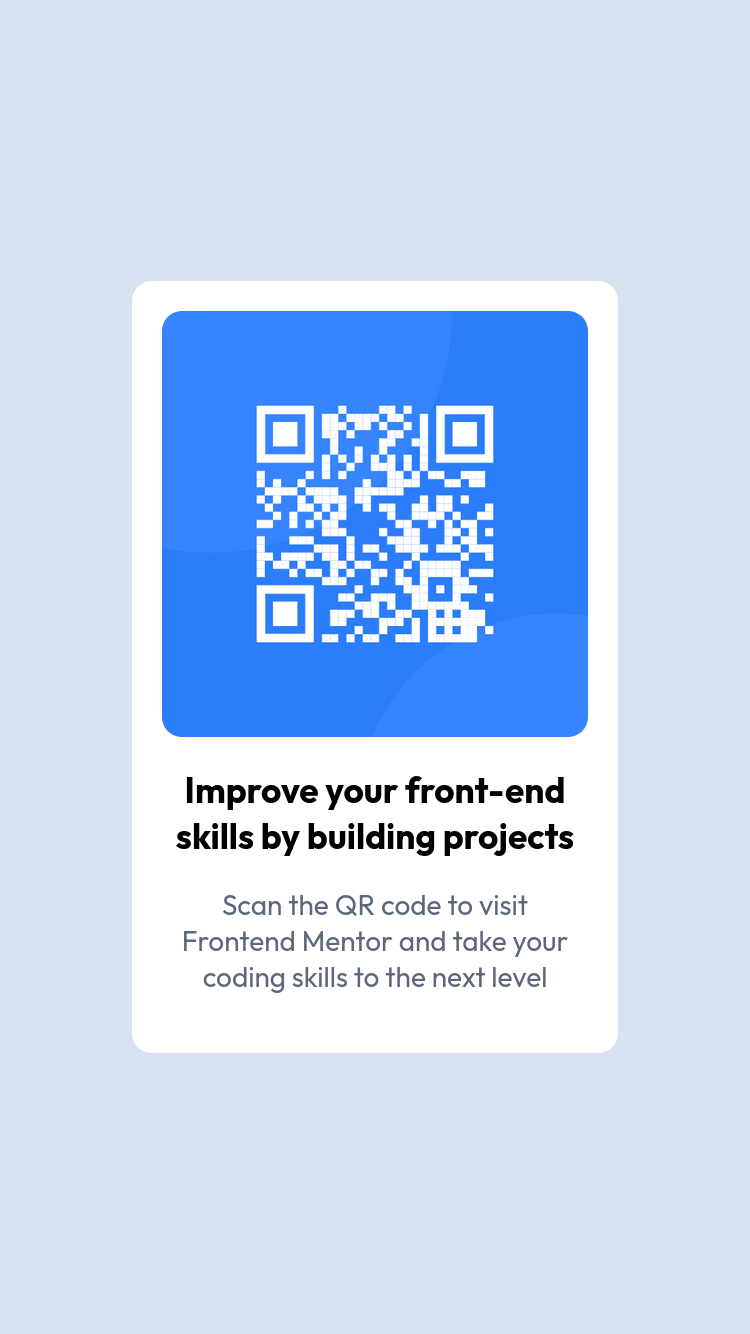 Improve your front-end
skills by building projects
Scan the QR code to visit
Frontend Mentor and take your
coding skills to the next level